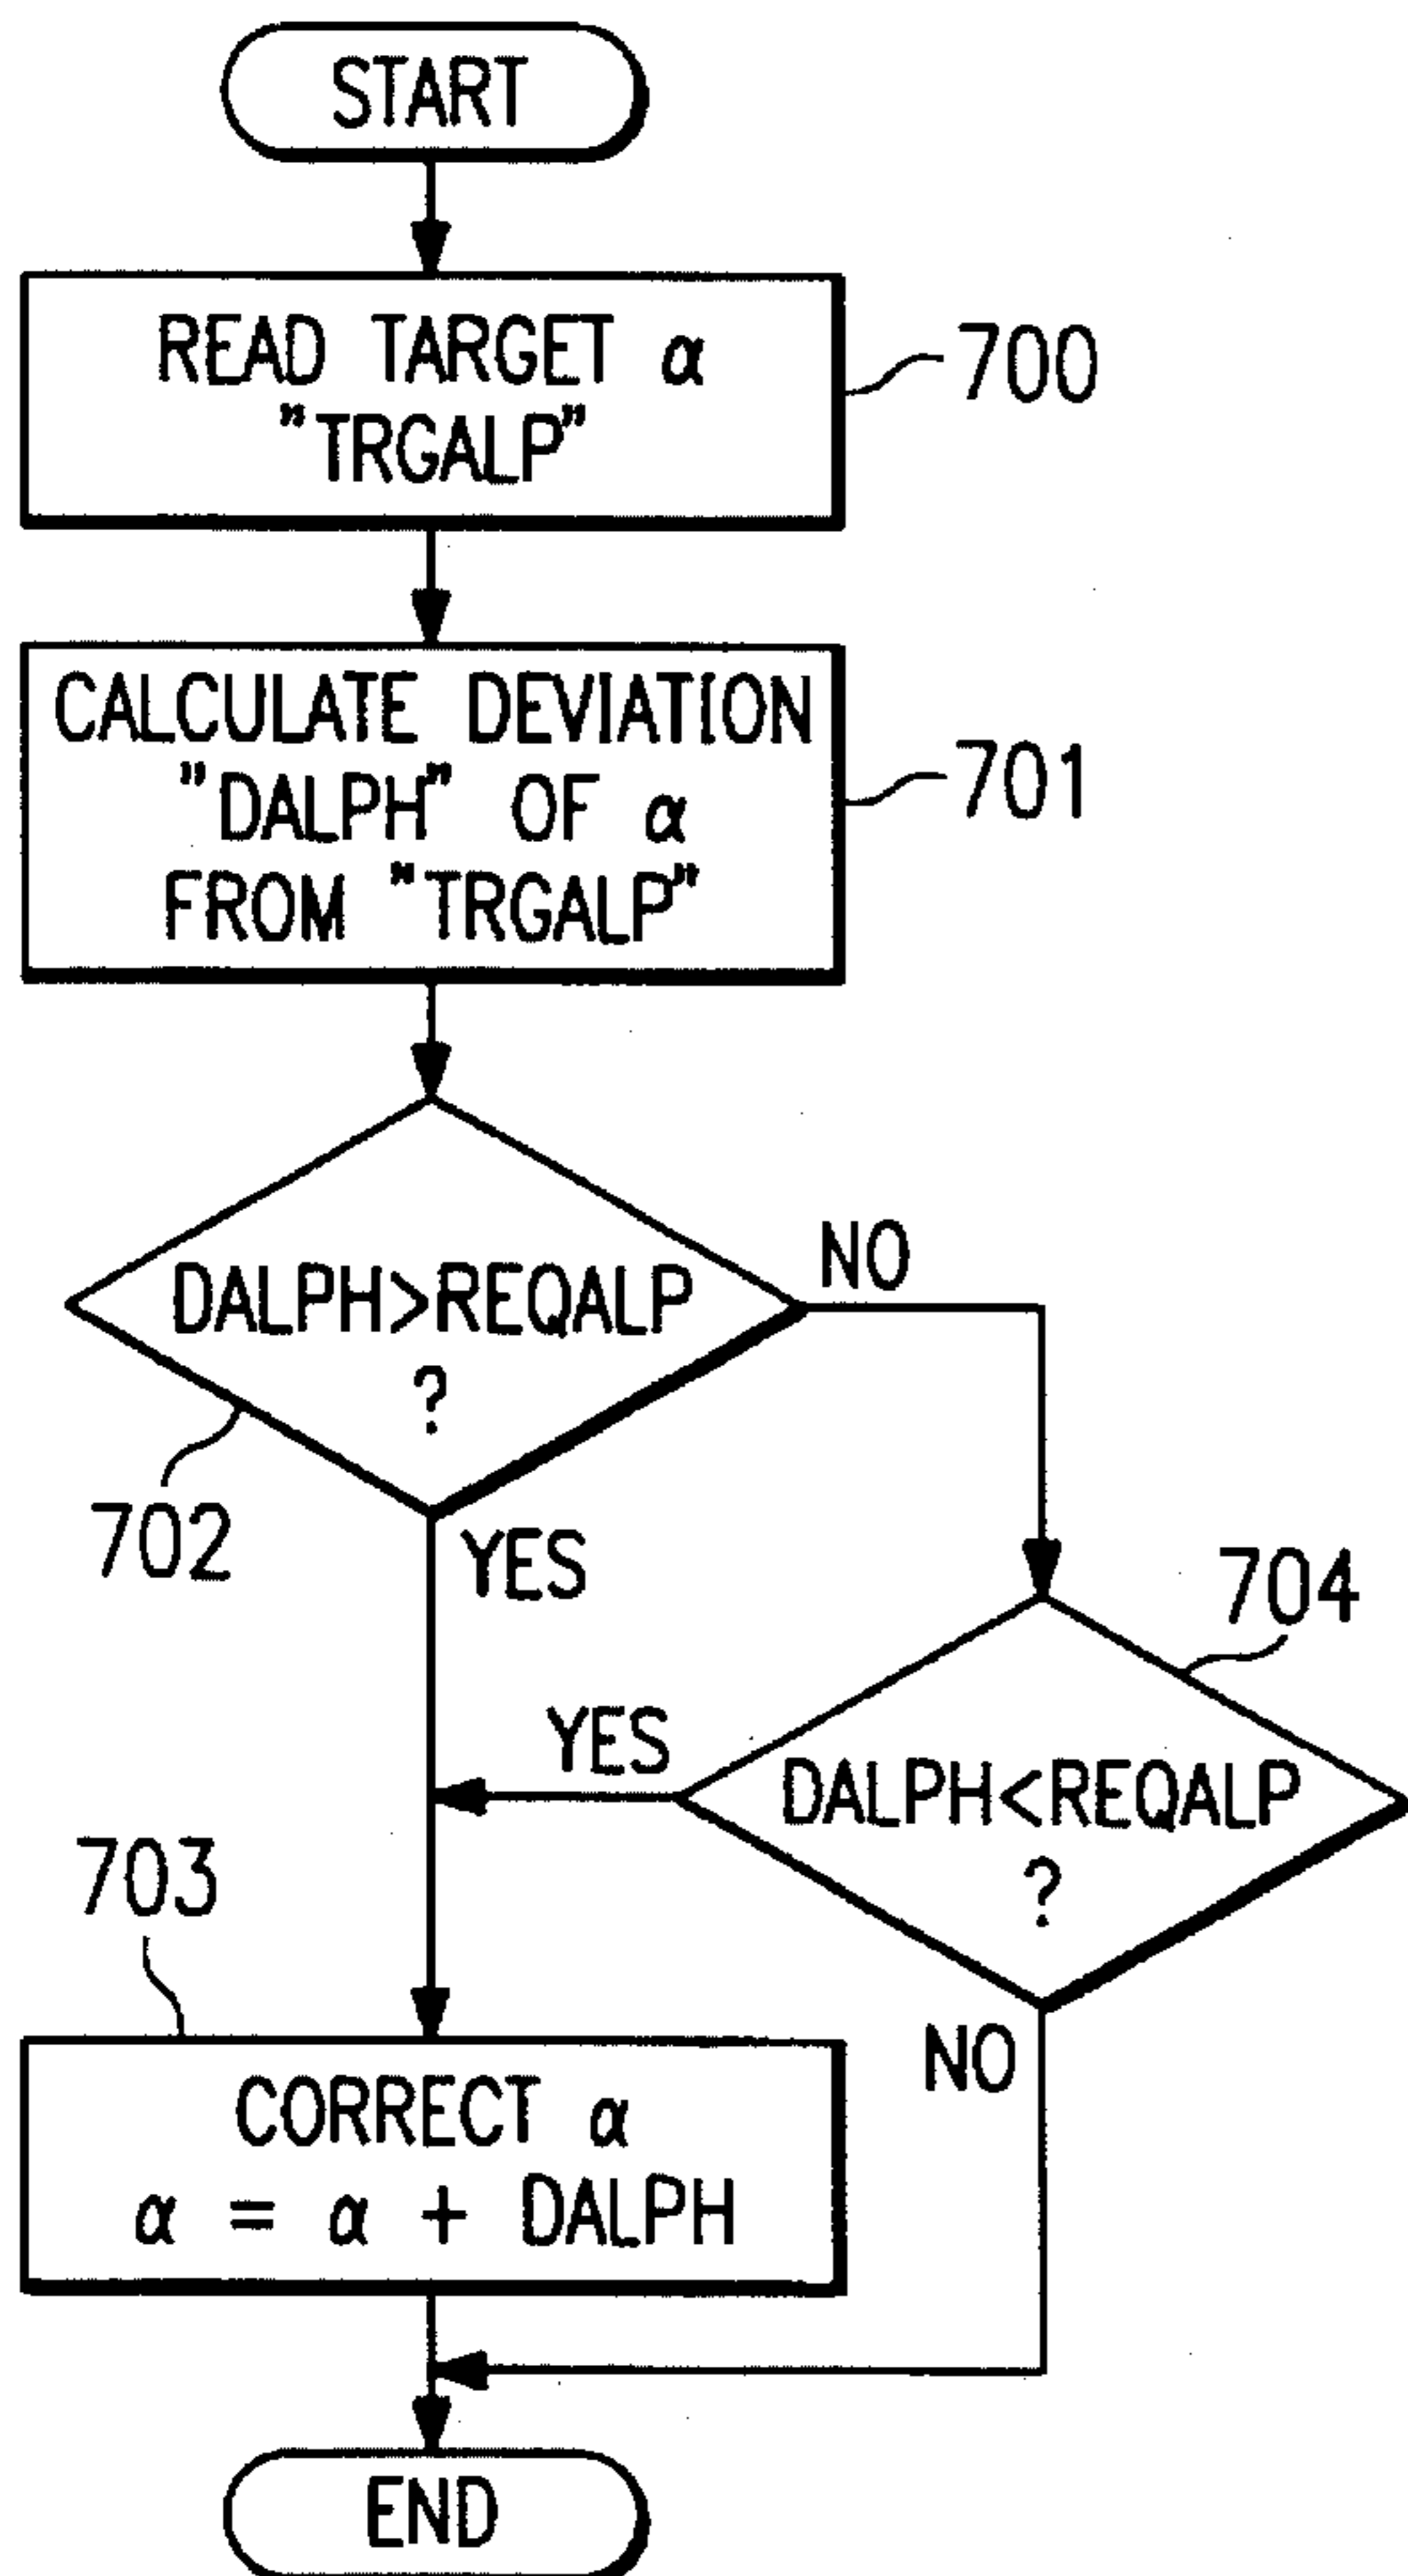 START
READ TARGET α
"TRGALP"
700
CALCULATE DEVIATION
"DALPH" OF α
FROM "TRGALP"
701
DALPH>REQALP
?
NO
702
YES
704
YES
DALPH<REQALP
?
703
NO
CORRECT α
α = α + DALPH
END